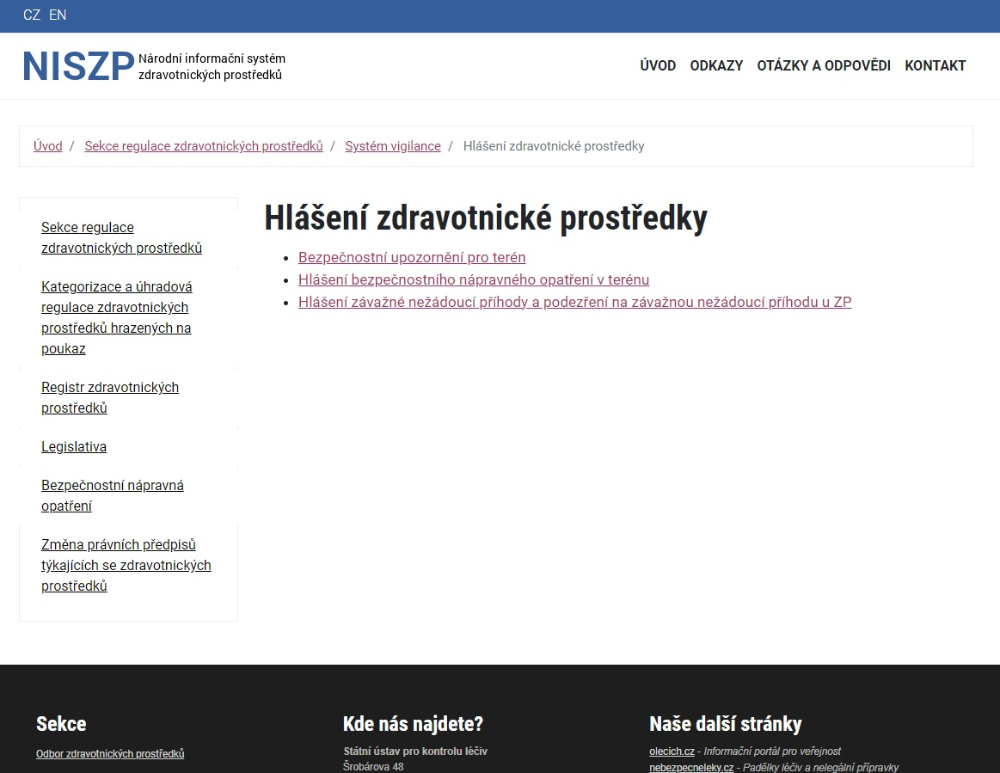 CZ EN
NISZP Národní informační systém
zdravotnických prostředků
ÚVOD ODKAZY OTÁZKY A ODPOVĚDI KONTAKT
Úvod / Sekce regulace zdravotnických prostředků / Systém vigilance / Hlášení zdravotnické prostředky
Sekce regulace
zdravotnických prostředků
Kategorizace a úhradová
regulace zdravotnických
prostředků hrazených na
poukaz
Registr zdravotnických
prostředků
Legislativa
Bezpečnostní nápravná
opatření
Změna právních předpisů
týkajících se zdravotnických
prostředků
Hlášení zdravotnické prostředky
Bezpečnostní upozornění pro terén
Hlášení bezpečnostního nápravného opatření v terénu
Hlášení závažné nežádoucí příhody a podezření na závažnou nežádoucí příhodu u ZP
Sekce
Odbor zdravotnických prostředků
Kde nás najdete?
Státní ústav pro kontrolu léčiv
Šrobárova 48
Naše další stránky
olecich.cz - Informační portál pro veřejnost
nebezpecneleky.cz - Padělky léčiv a nelegální přípravky